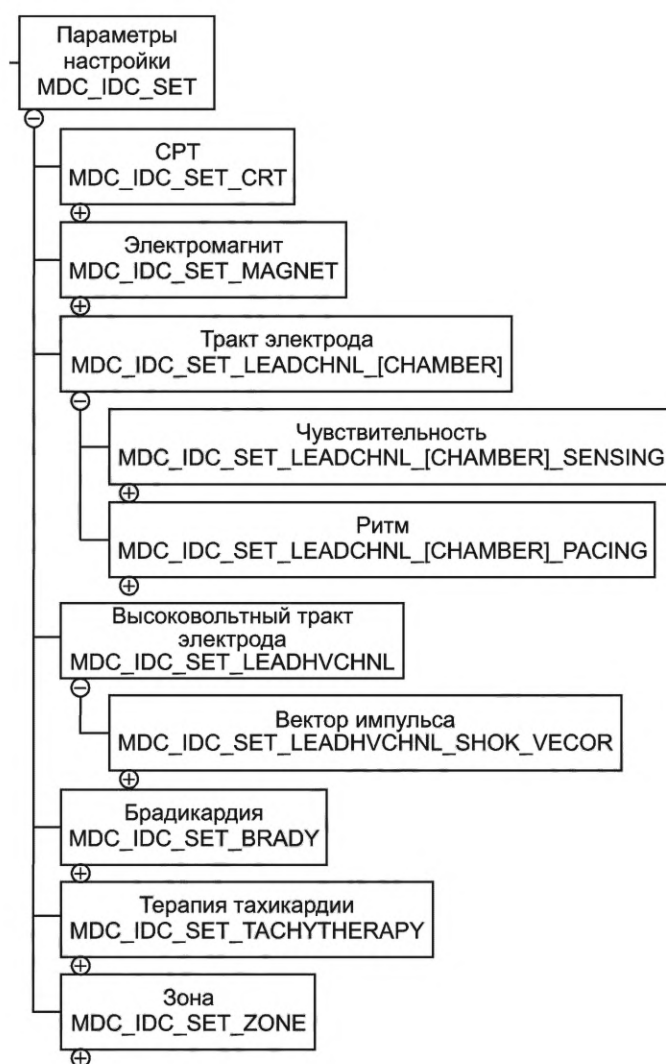 Параметры
настройки
MDC_IDC_SET
СРТ
MDC_IDC_SET_CRT
Электромагнит
MDC_IDC_SET_MAGNET
Тракт электрода
MDC_IDC_SET_LEADCHNL_[CHAMBER]
Чувствительность
MDC_IDC_SET_LEADCHNL_[CHAMBER]_SENSING
Ритм
MDC_IDC_SET_LEADCHNL_[CHAMBER]_PACING
Высоковольтный тракт
электрода
MDC_IDC_SET_LEADHVCHNL
Вектор импульса
MDC_IDC_SET_LEADHVCHNL_SHOK_VECOR
Брадикардия
MDC_IDC_SET_BRADY
Терапия тахикардии
MDC_IDC_SET_TACHYTHERAPY
Зона
MDC_IDC_SET_ZONE